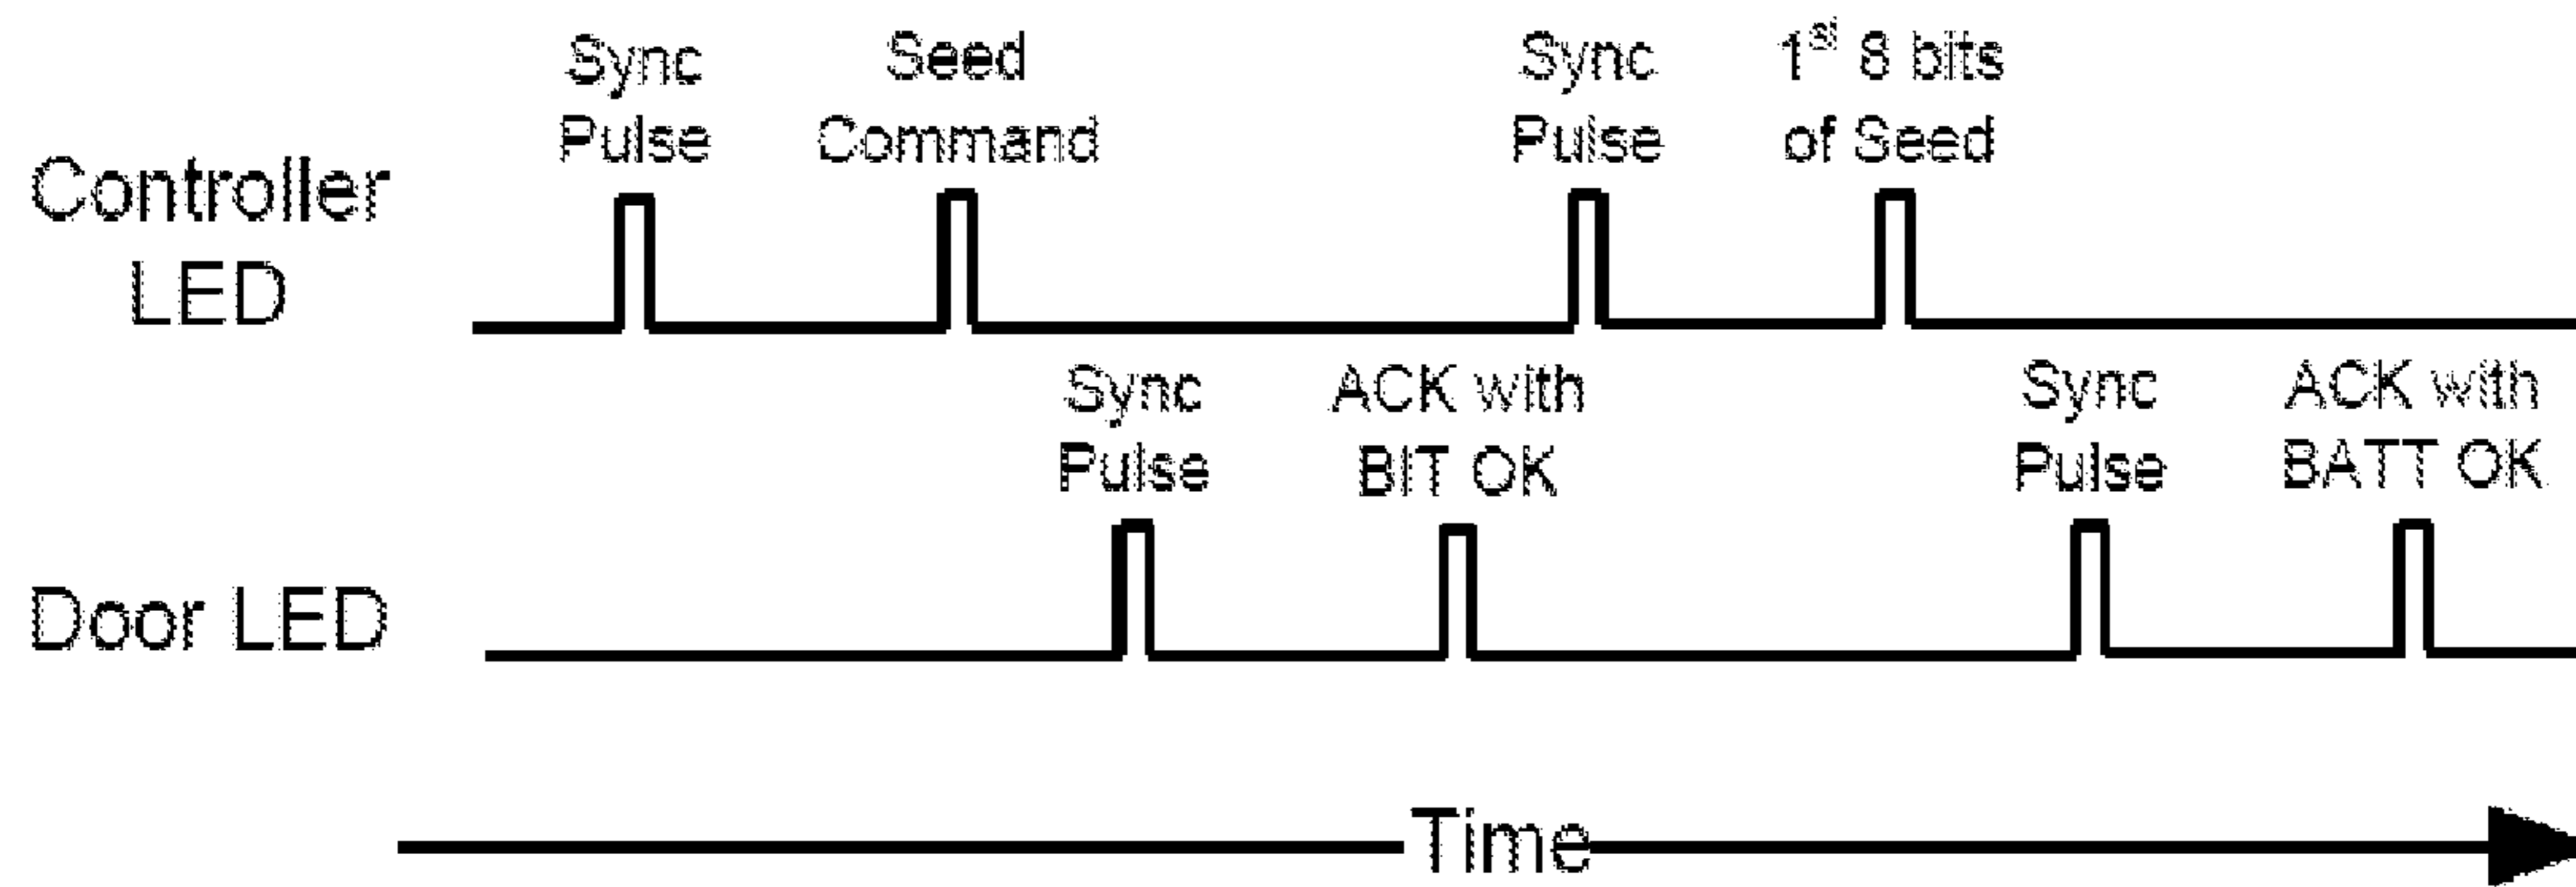 Sync
Pulse
Seed
Command
Sync
Pulse
1st 8 bits
of Seed
Controller
LED
Sync
Pulse
ACK with
BIT OK
Sync
Pulse
ACK with
BATT OK
Door LED
Time